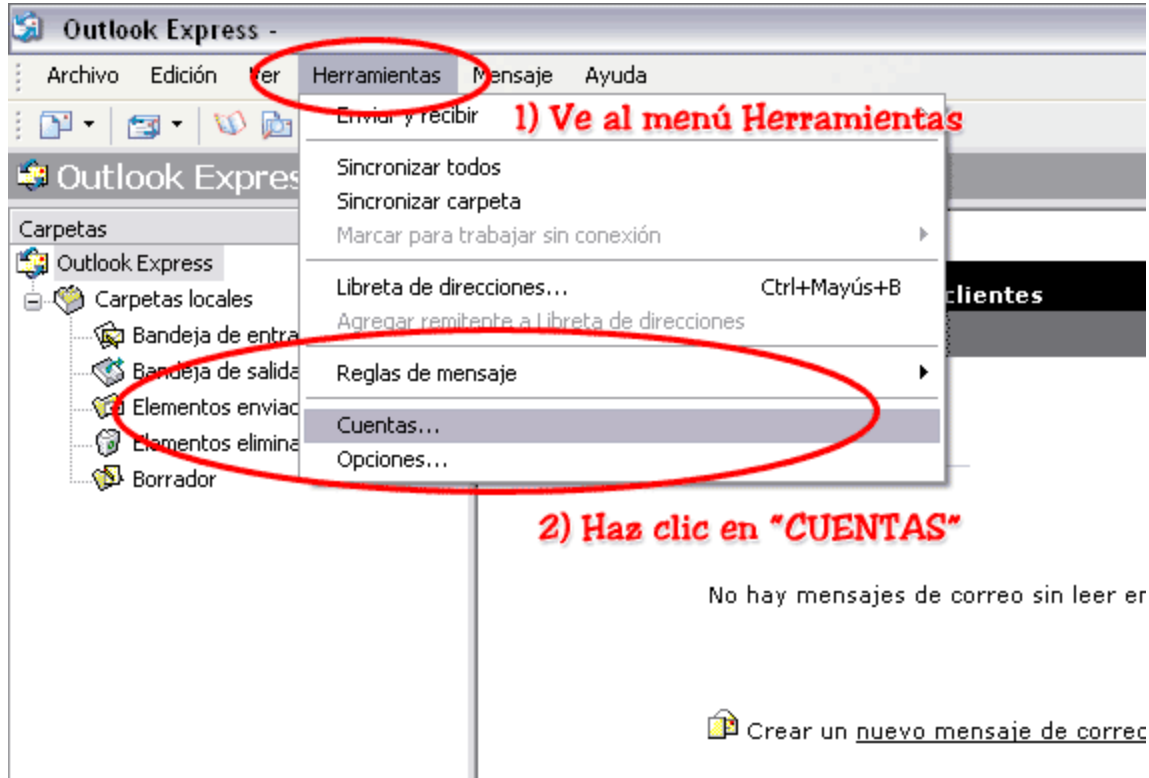 Outlook Express -
Archivo Edición Ver Herramientas Mensaje Ayuda
Enviar y recibir
1) Ve al menú Herramientas
Outlook Expres
Sincronizar todos
Sincronizar carpeta
Marcar para trabajar sin conexión
Carpetas
Outlook Express
Carpetas locales
Bandeja de entra
Bandeja de salida
Elementos enviad
Elementos elimina
Borrador
Libreta de direcciones... Ctrl+Mayús+B
Agregar remitente a Libreta de direcciones
clientes
Reglas de mensaje
Cuentas...
Opciones...
2) Haz clic en "CUENTAS"
No hay mensajes de correo sin leer en
Crear un nuevo mensaje de correo